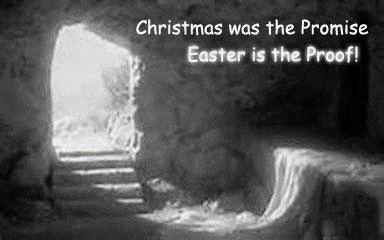 Christmas was the Promise
Easter is the Proof!